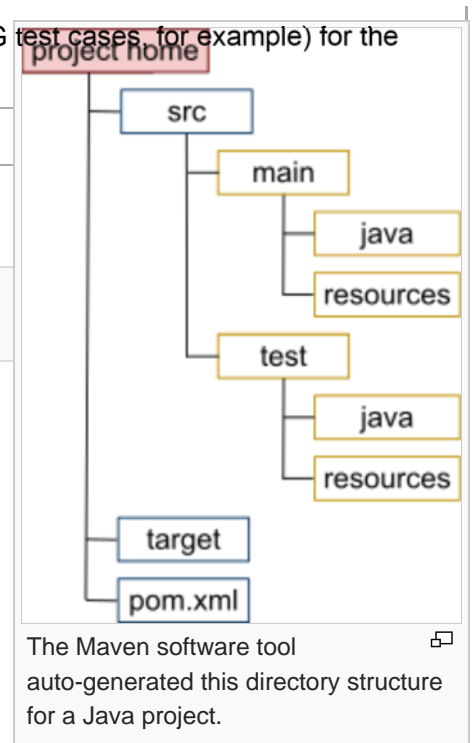 G test cases, for example) for the
project home
src
main
java
resources
test
java
resources
target
pom.xml
The Maven software tool
auto-generated this directory structure
for a Java project.